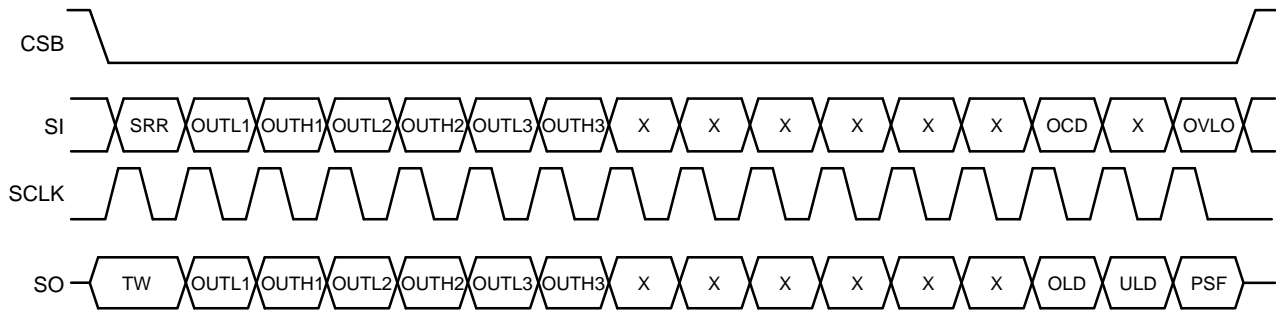 CSB
SI SRR OUTL1 OUTH1 OUTL2 OUTH2 OUTL3 OUTH3 X X X X X X OCD X OVLO
SCLK
SO TW OUTL1 OUTH1 OUTL2 OUTH2 OUTL3 OUTH3 X X X X X X OLD ULD PSF